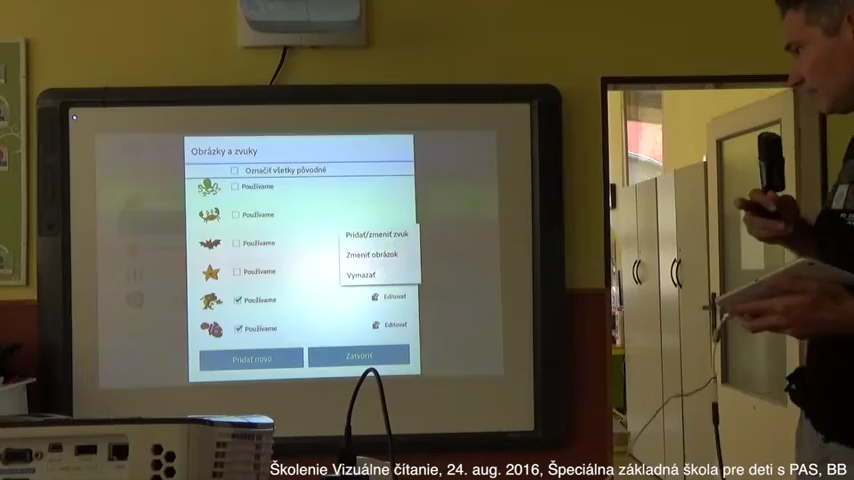 Obrázky a zvuky
Označiť všetky pôvodné
Používame
Používame
Používame
Používame
Používame
Používame
Pridať/zmeniť zvuk
Zmeniť obrázok
Vymazať
Editovať
Editovať
Pridať novú
Zatvoriť
Školenie Vizuálne čítanie, 24. aug. 2016, Špeciálna základná škola pre deti s PAS, BB